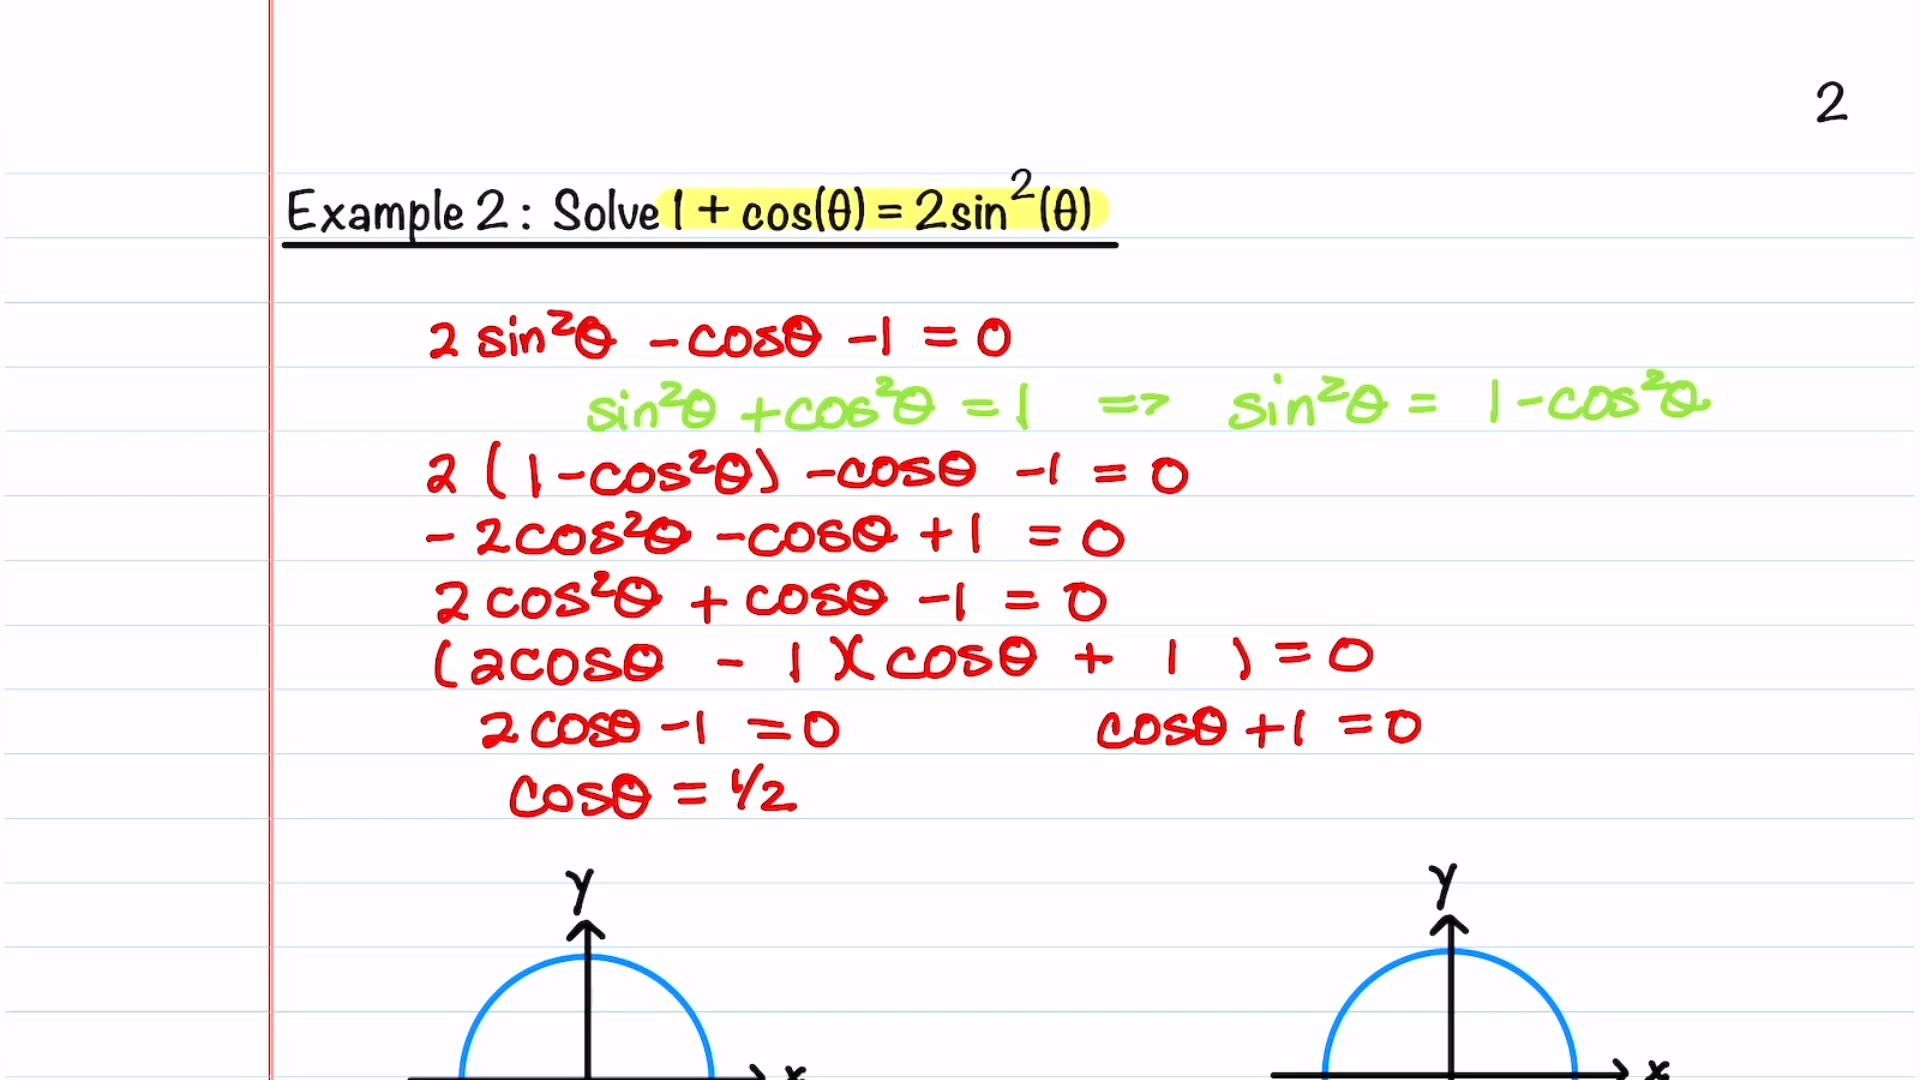 2
Example 2: Solve 1 + cos(θ) = 2sin²(θ)
2 sin²θ - cosθ - 1 = 0
sin²θ + cos²θ = 1 => sin²θ = 1 - cos²θ
2 (1 - cos²θ) - cosθ - 1 = 0
- 2cos²θ - cosθ + 1 = 0
2 cos²θ + cosθ - 1 = 0
(2cosθ - 1)(cosθ + 1) = 0
2 cosθ - 1 = 0 cosθ + 1 = 0
cosθ = 1/2
y y
x x